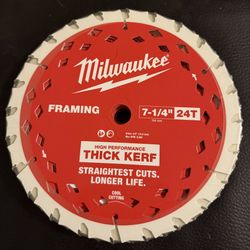 Milwaukee
FRAMING
7-1/4" 24T
HIGH PERFORMANCE
THICK KERF
STRAIGHTEST CUTS.
LONGER LIFE.
COOL
CUTTING